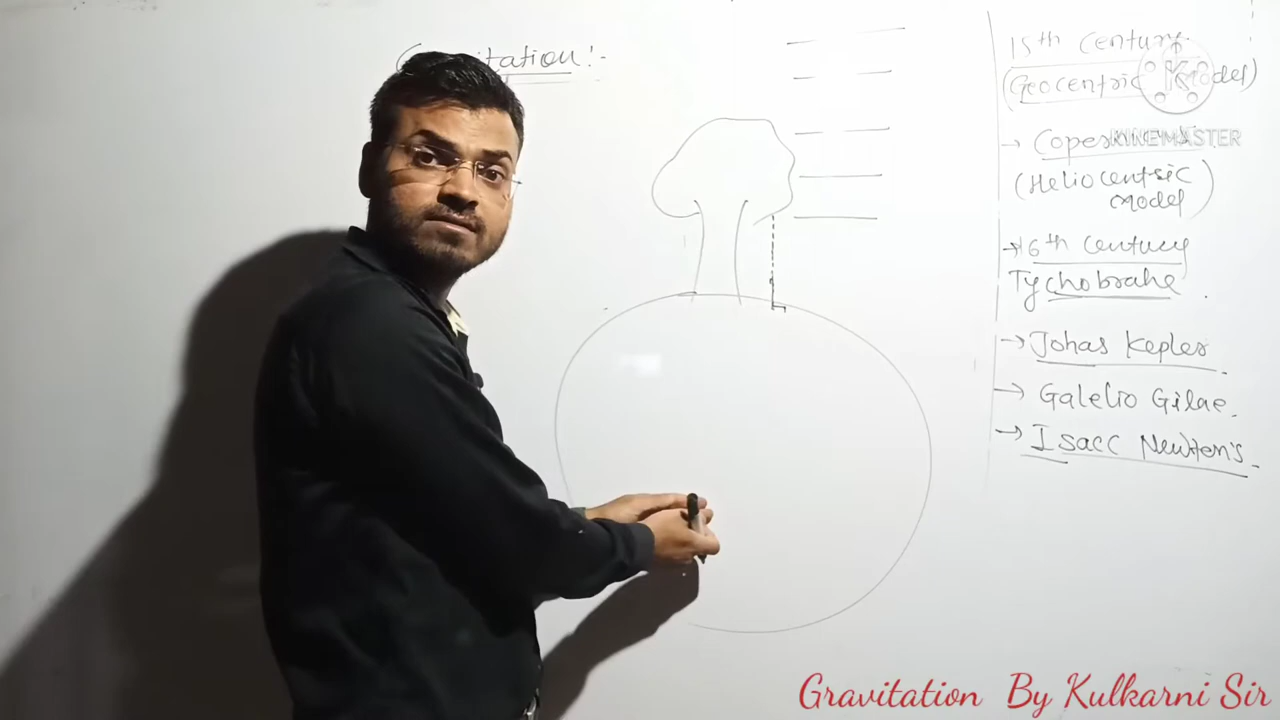 Gravitation:-
15th Century
(Geocentric Model)
→ Copernicus
KINEMASTER
(Heliocentric
model)
→16th Century
Tychobrahe.
→ Johas Kepler.
→ Galelio Gilae.
→ Isacc Newton's.
Gravitation By Kulkarni Sir